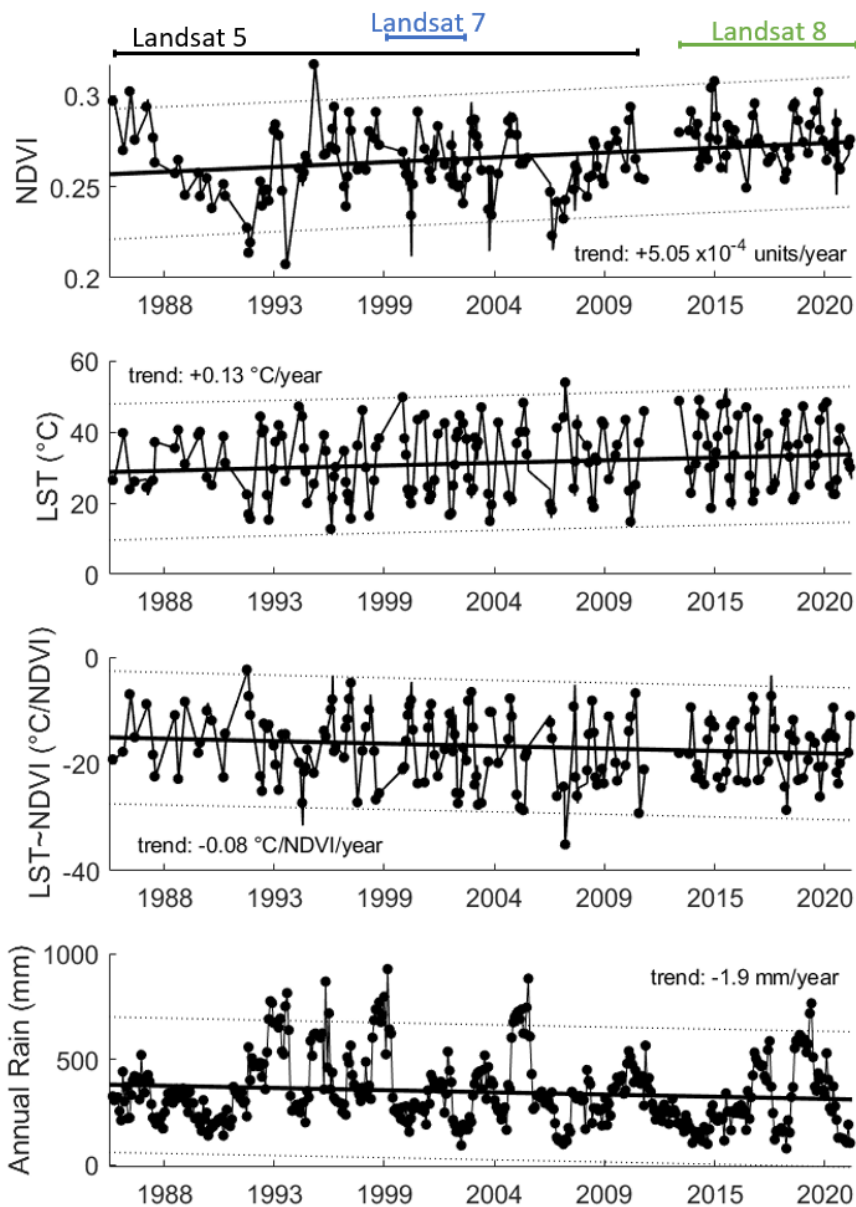 Landsat 5
Landsat 7
Landsat 8
NDVI
0.3
0.25
0.2
trend: +5.05 x10⁻⁴ units/year
1988 1993 1999 2004 2009 2015 2020
LST (°C)
60
40
20
0
trend: +0.13 °C/year
1988 1993 1999 2004 2009 2015 2020
LST~NDVI (°C/NDVI)
0
-20
-40
trend: -0.08 °C/NDVI/year
1988 1993 1999 2004 2009 2015 2020
Annual Rain (mm)
1000
500
0
trend: -1.9 mm/year
1988 1993 1999 2004 2009 2015 2020